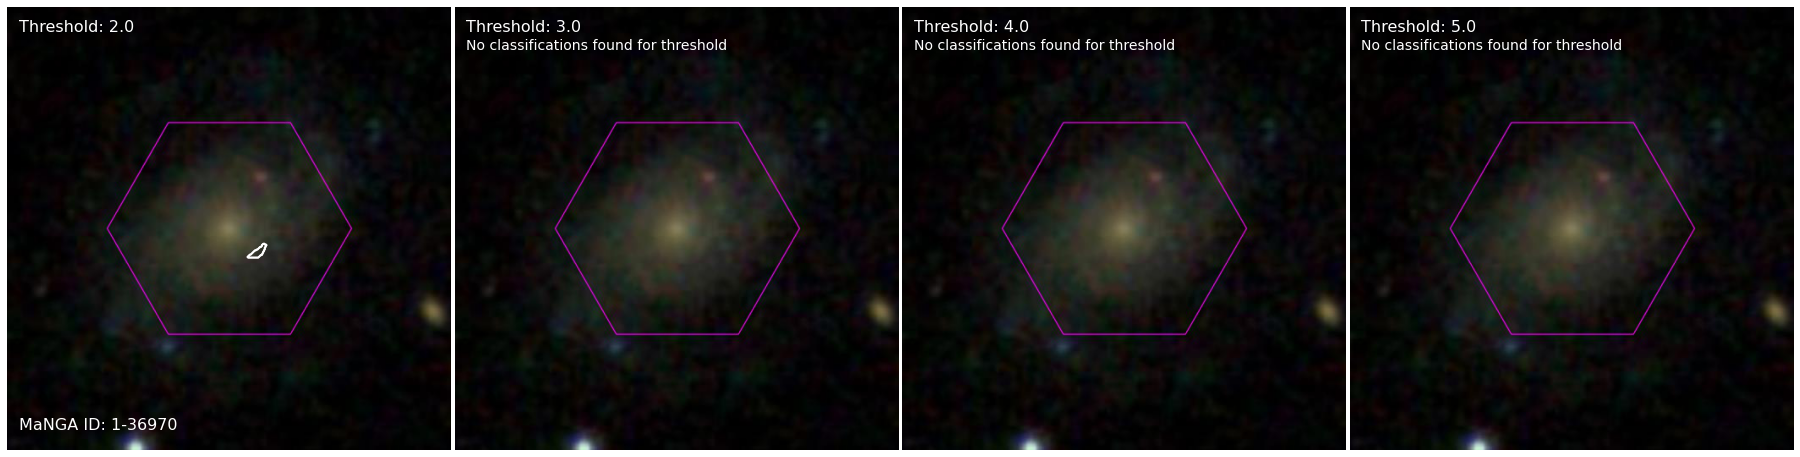 Threshold: 2.0
MaNGA ID: 1-36970
Threshold: 3.0
No classifications found for threshold
Threshold: 4.0
No classifications found for threshold
Threshold: 5.0
No classifications found for threshold